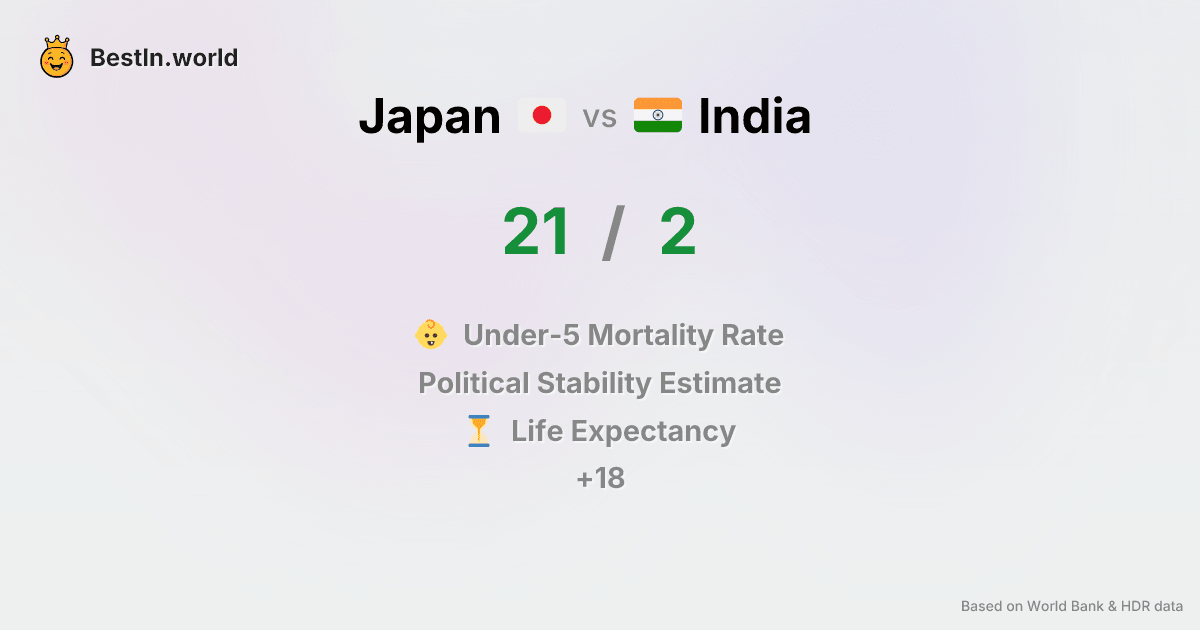 BestIn.world
Japan vs India
21 / 2
Under-5 Mortality Rate
Political Stability Estimate
Life Expectancy
+18
Based on World Bank & HDR data